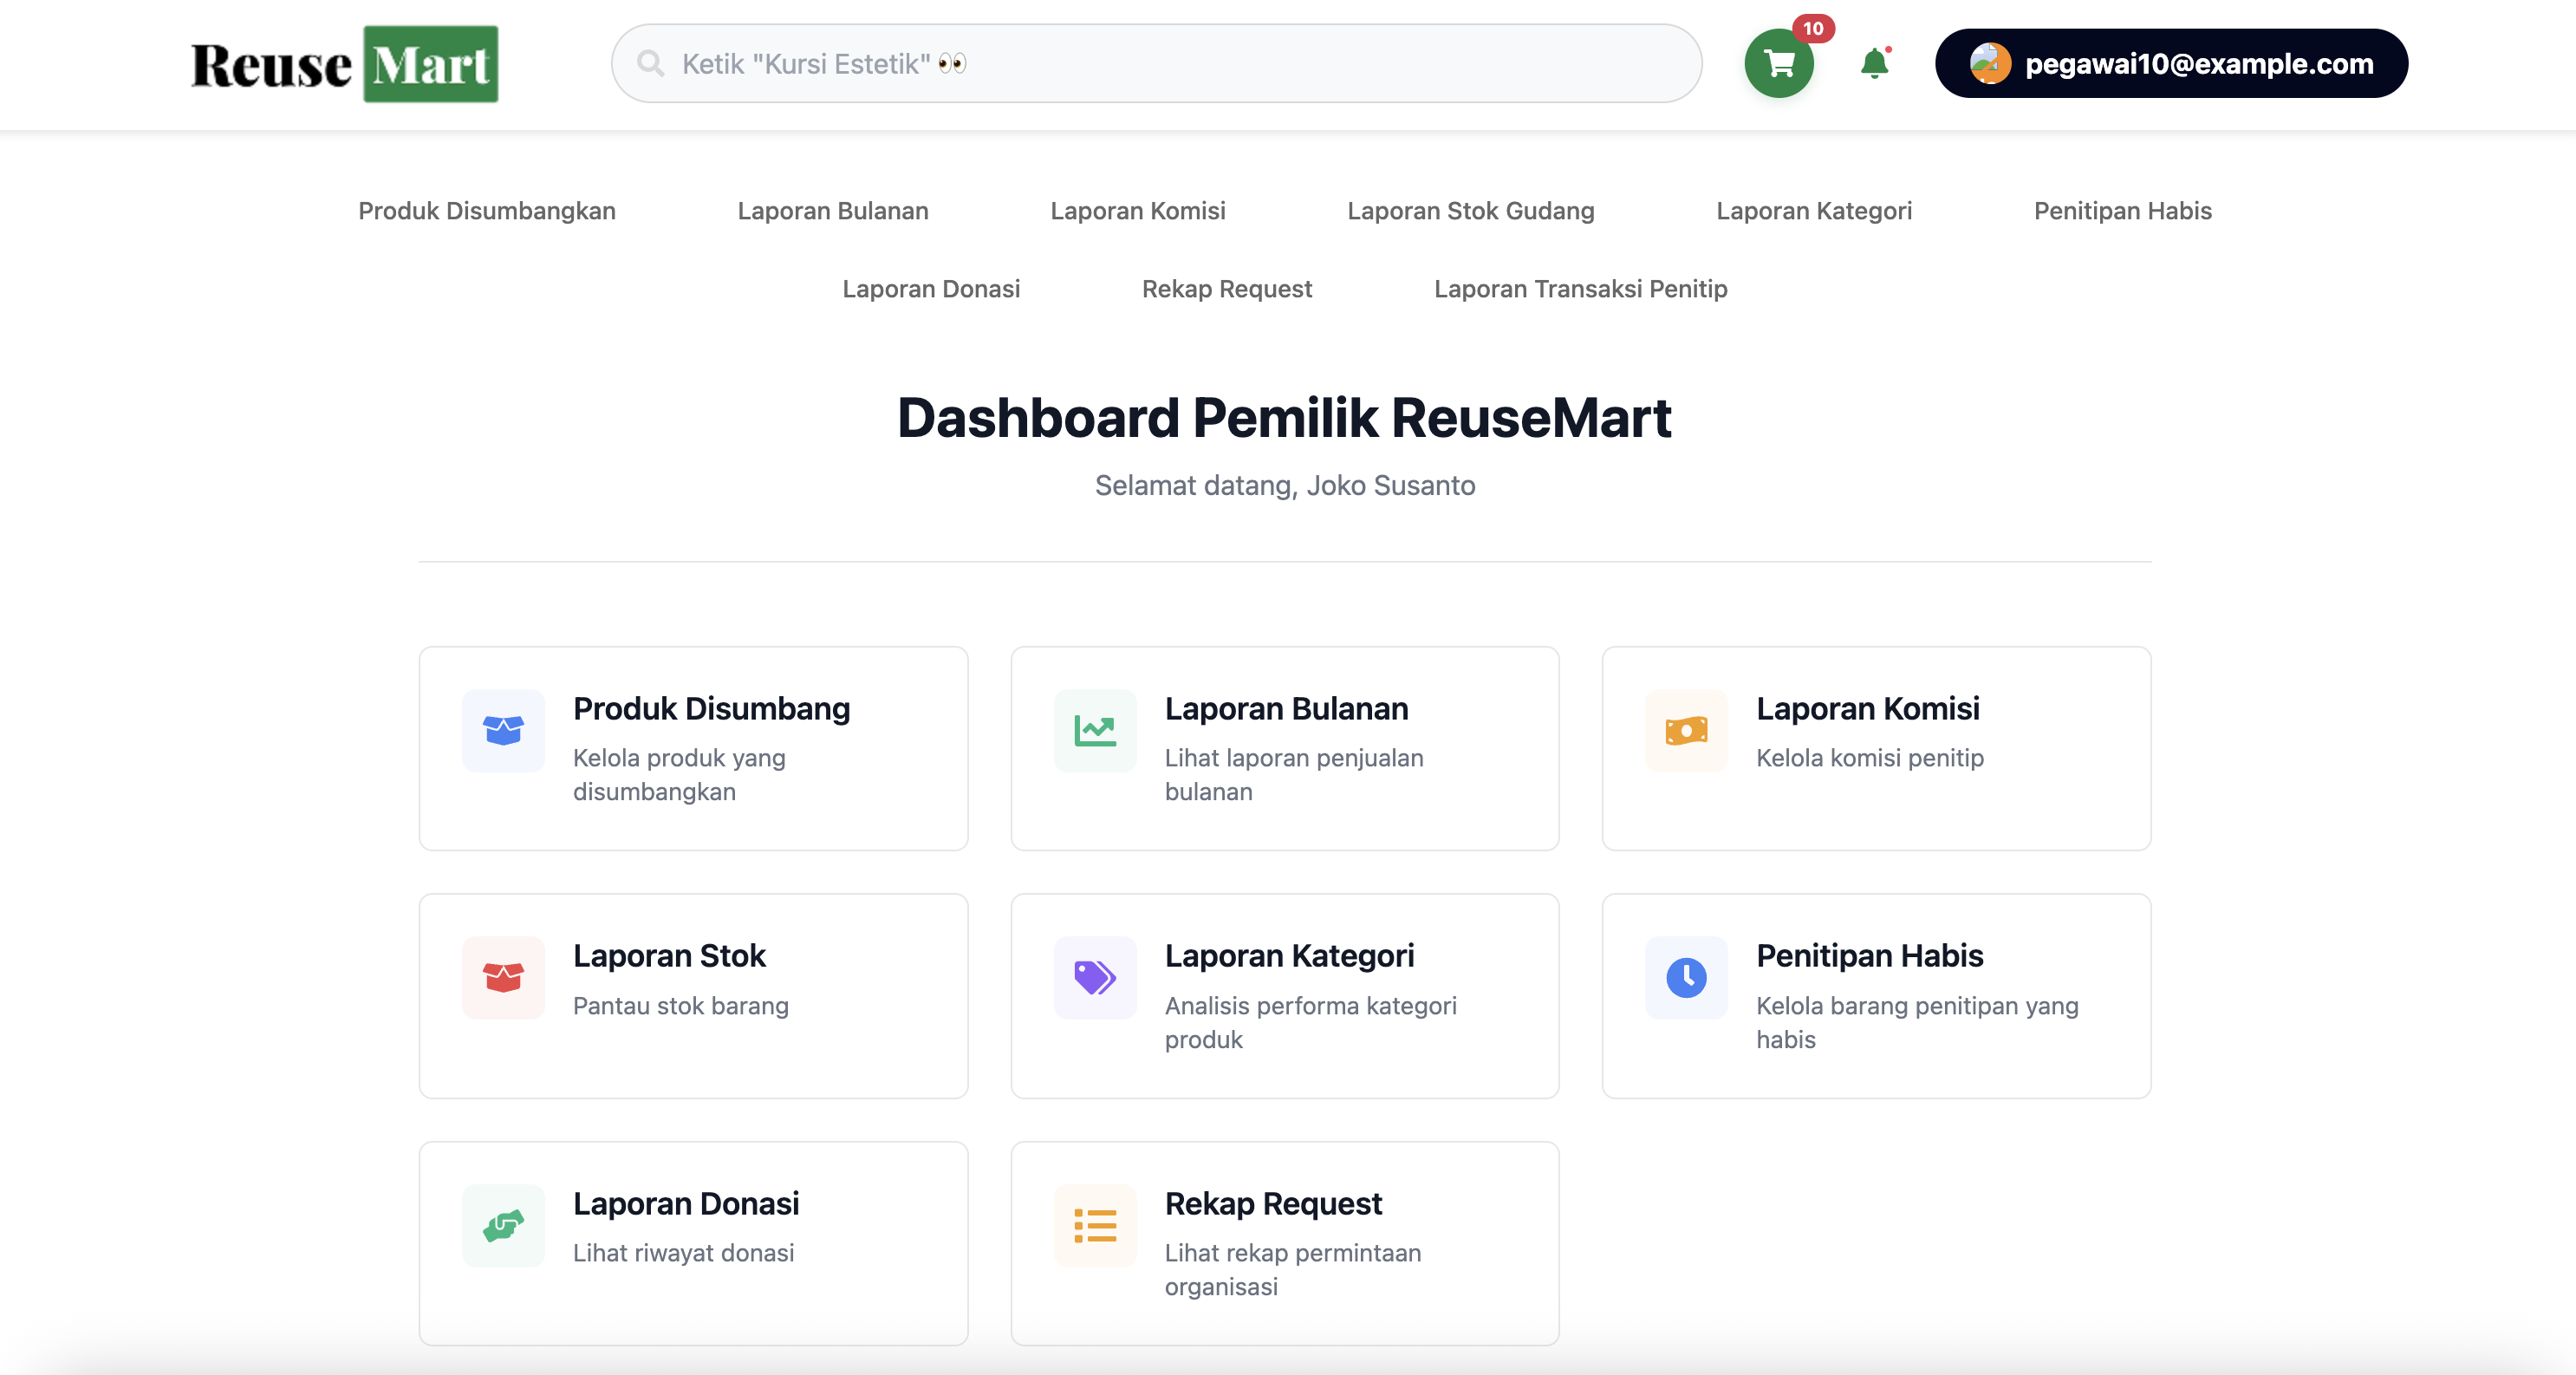 Reuse Mart
Ketik "Kursi Estetik" 👀
10
pegawai10@example.com
Produk Disumbangkan
Laporan Bulanan
Laporan Komisi
Laporan Stok Gudang
Laporan Kategori
Penitipan Habis
Laporan Donasi
Rekap Request
Laporan Transaksi Penitip
Dashboard Pemilik ReuseMart
Selamat datang, Joko Susanto
Produk Disumbang
Kelola produk yang
disumbangkan
Laporan Bulanan
Lihat laporan penjualan
bulanan
Laporan Komisi
Kelola komisi penitip
Laporan Stok
Pantau stok barang
Laporan Kategori
Analisis performa kategori
produk
Penitipan Habis
Kelola barang penitipan yang
habis
Laporan Donasi
Lihat riwayat donasi
Rekap Request
Lihat rekap permintaan
organisasi